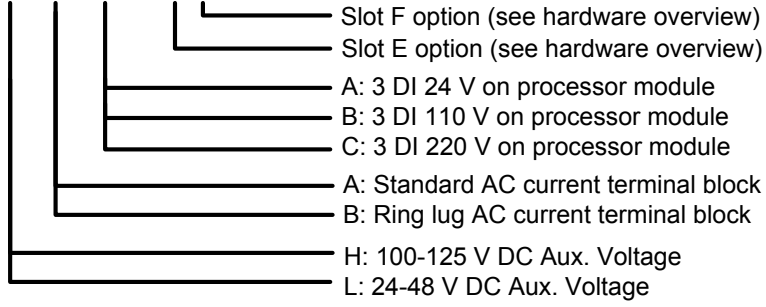 Slot F option (see hardware overview)
Slot E option (see hardware overview)
A: 3 DI 24 V on processor module
B: 3 DI 110 V on processor module
C: 3 DI 220 V on processor module
A: Standard AC current terminal block
B: Ring lug AC current terminal block
H: 100-125 V DC Aux. Voltage
L: 24-48 V DC Aux. Voltage